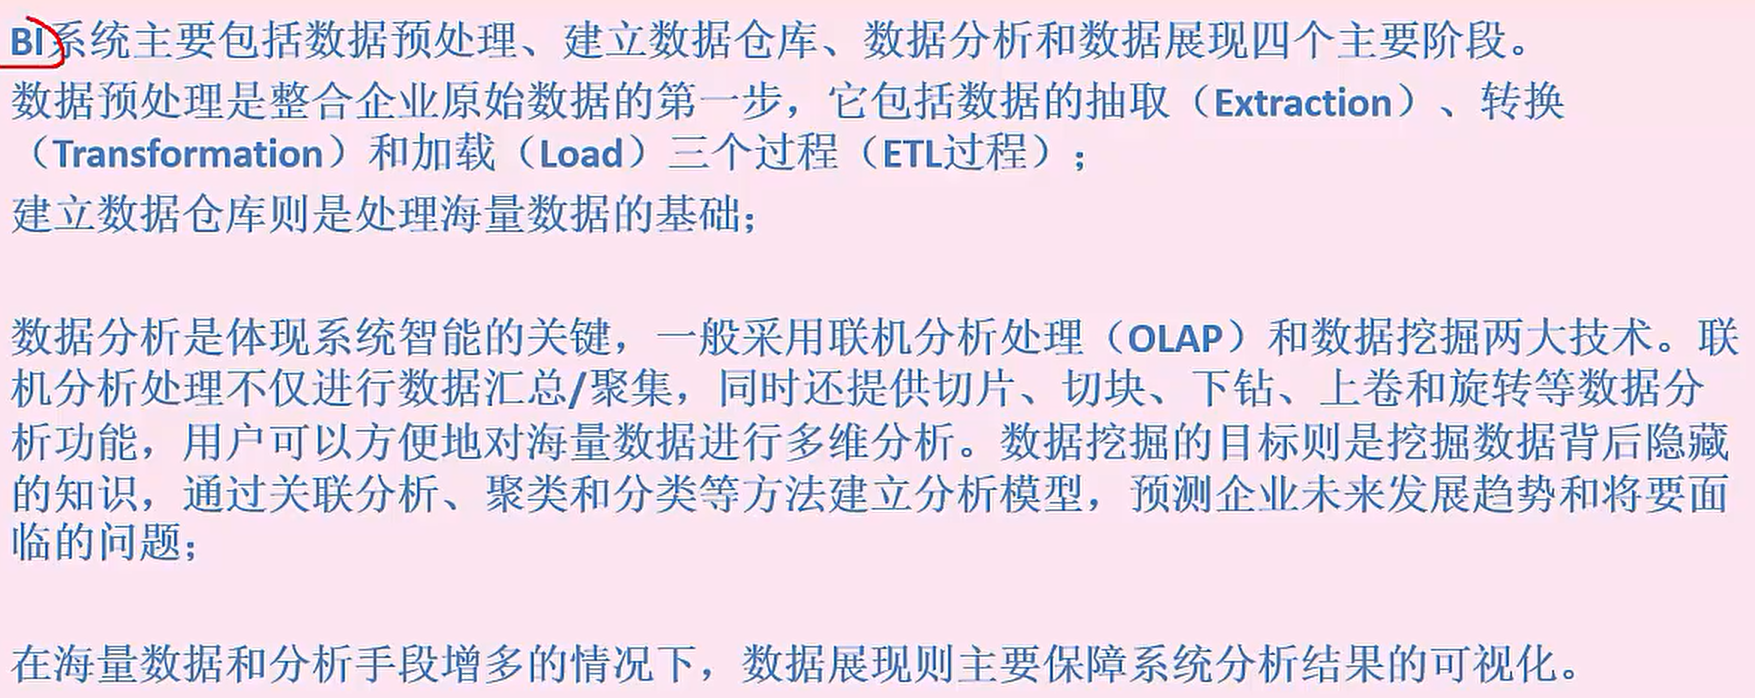 BI系统主要包括数据预处理、建立数据仓库、数据分析和数据展现四个主要阶段。
数据预处理是整合企业原始数据的第一步，它包括数据的抽取（Extraction）、转换
（Transformation）和加载（Load）三个过程（ETL过程）；
建立数据仓库则是处理海量数据的基础；
数据分析是体现系统智能的关键，一般采用联机分析处理（OLAP）和数据挖掘两大技术。联
机分析处理不仅进行数据汇总/聚集，同时还提供切片、切块、下钻、上卷和旋转等数据分
析功能，用户可以方便地对海量数据进行多维分析。数据挖掘的目标则是挖掘数据背后隐藏
的知识，通过关联分析、聚类和分类等方法建立分析模型，预测企业未来发展趋势和将要面
临的问题；
在海量数据和分析手段增多的情况下，数据展现则主要保障系统分析结果的可视化。